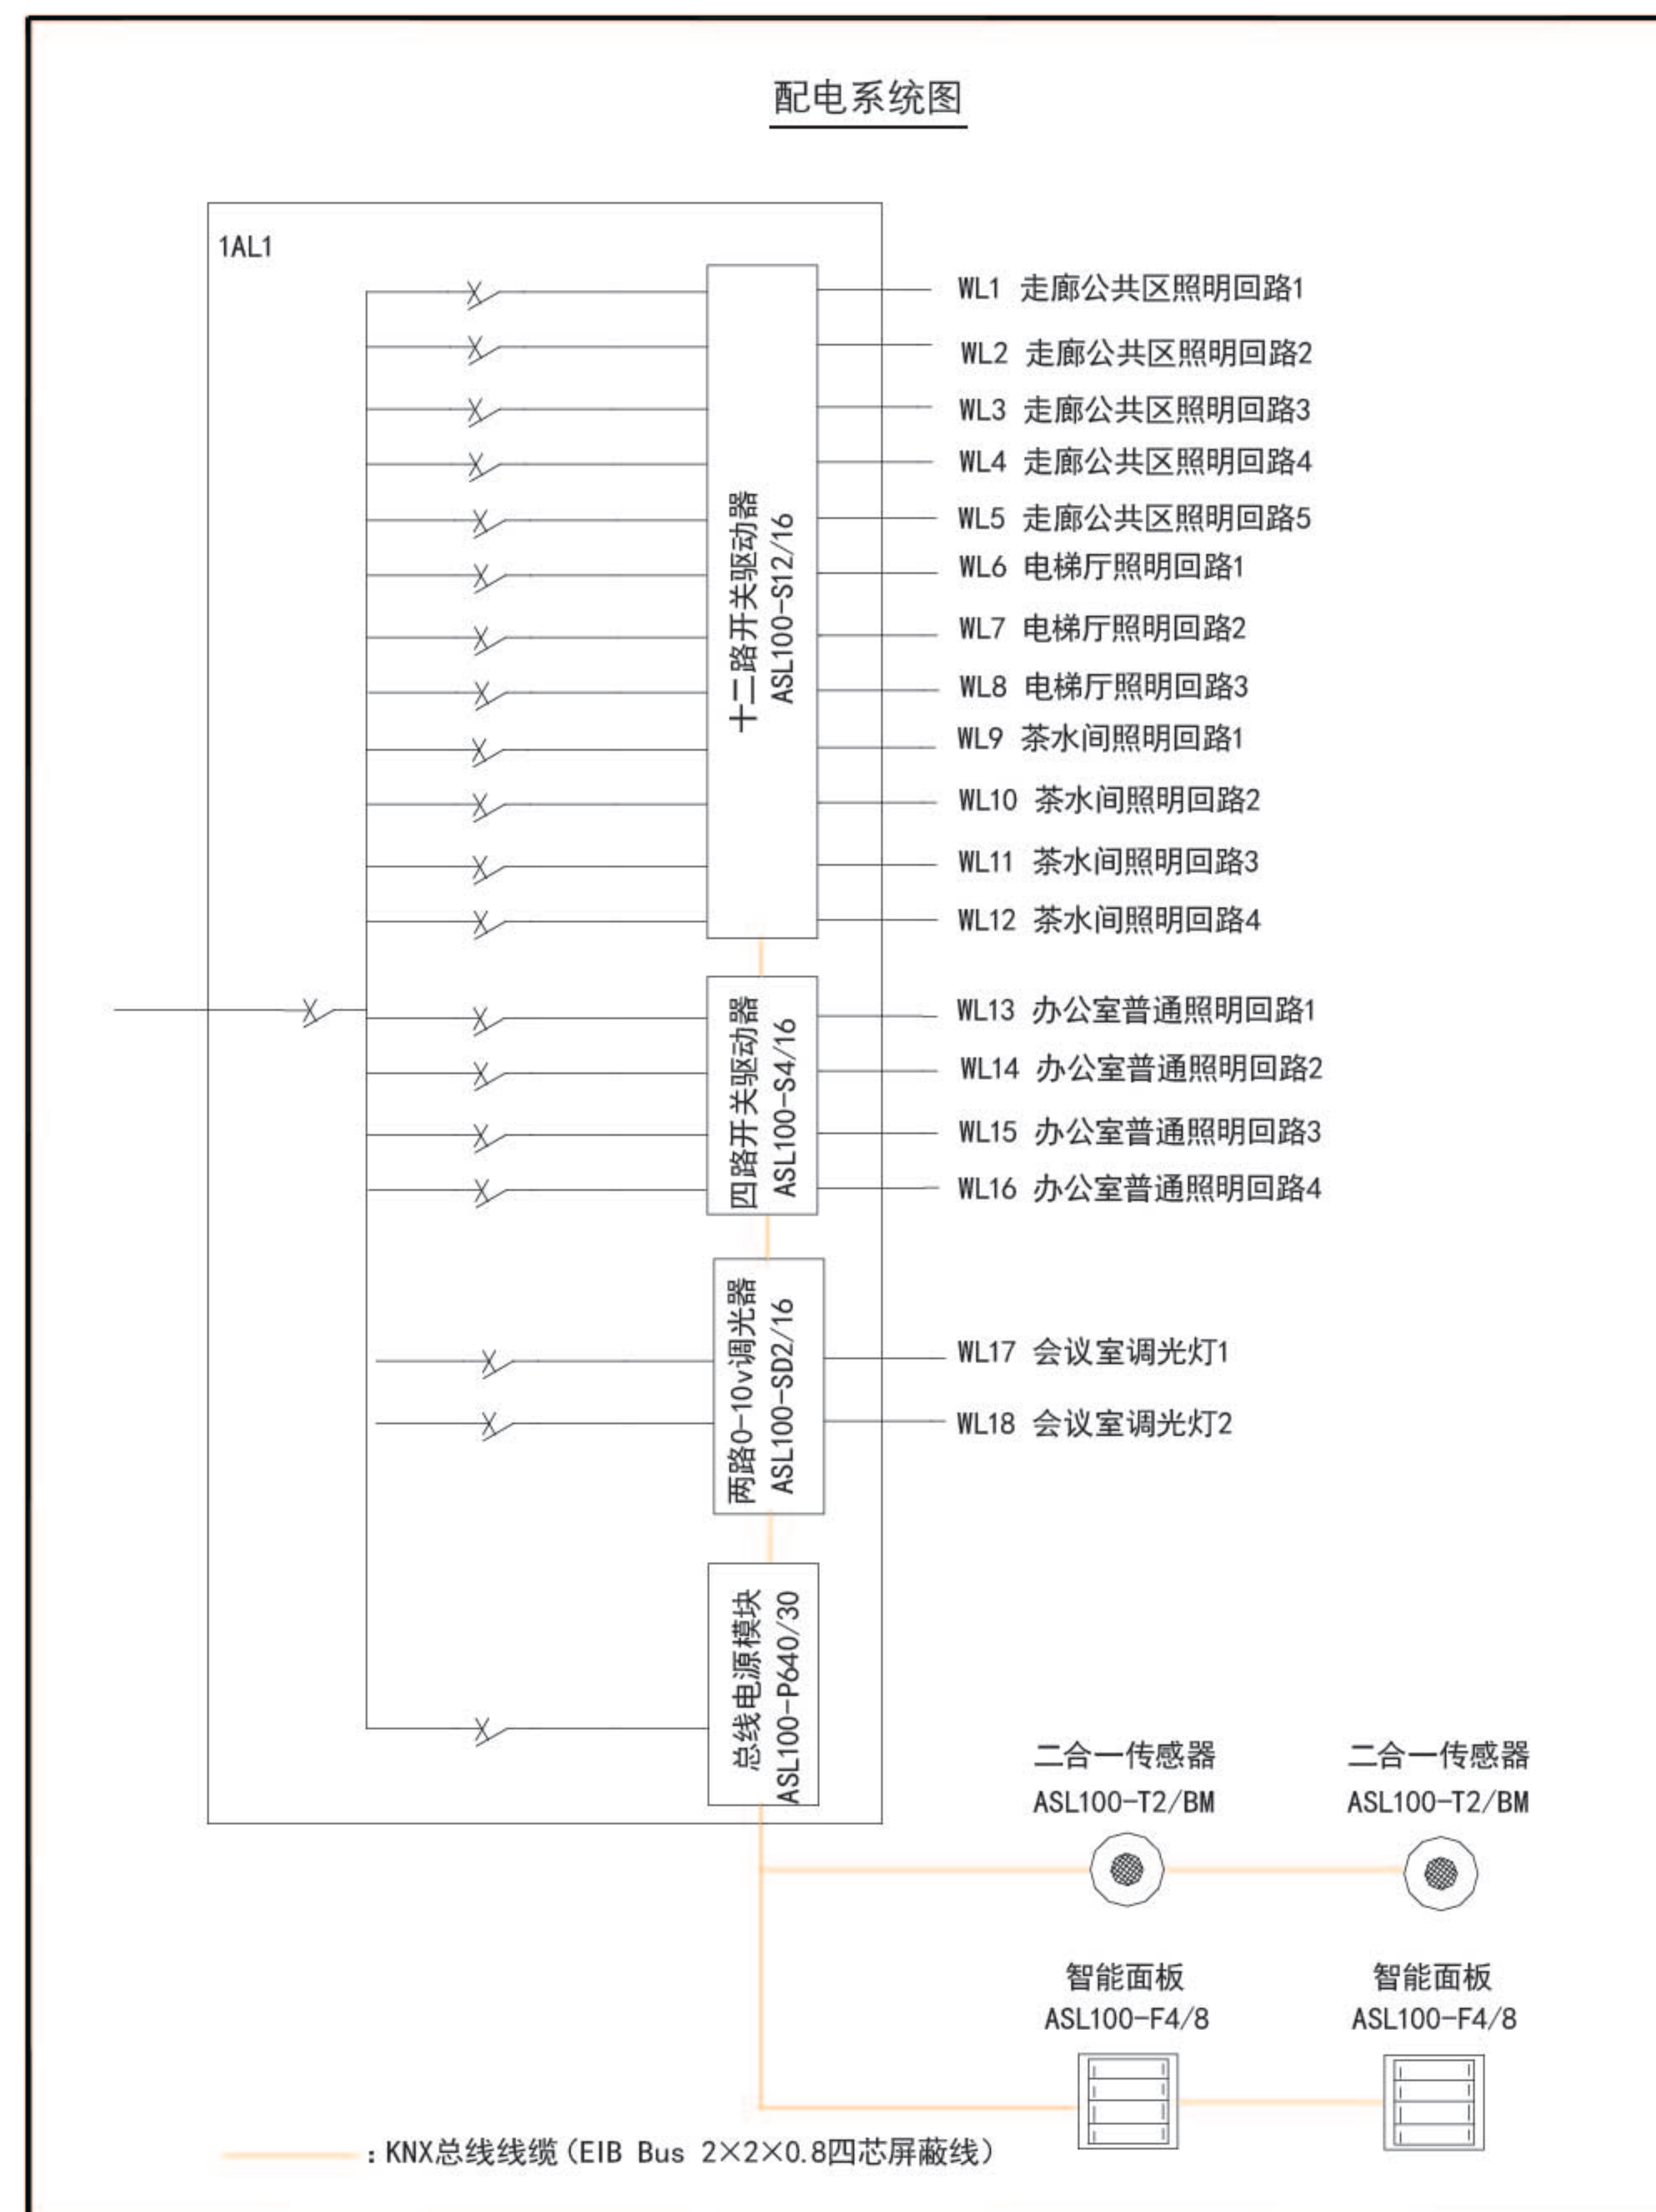 配电系统图
1AL1
WL1 走廊公共区照明回路1
WL2 走廊公共区照明回路2
WL3 走廊公共区照明回路3
WL4 走廊公共区照明回路4
WL5 走廊公共区照明回路5
WL6 电梯厅照明回路1
WL7 电梯厅照明回路2
WL8 电梯厅照明回路3
WL9 茶水间照明回路1
WL10 茶水间照明回路2
WL11 茶水间照明回路3
WL12 茶水间照明回路4
十二路开关驱动器
ASL100-S12/16
WL13 办公室普通照明回路1
WL14 办公室普通照明回路2
WL15 办公室普通照明回路3
WL16 办公室普通照明回路4
四路开关驱动器
ASL100-S4/16
WL17 会议室调光灯1
WL18 会议室调光灯2
两路0-10v调光器
ASL100-SD2/16
总线电源模块
ASL100-P640/30
二合一传感器
ASL100-T2/BM
二合一传感器
ASL100-T2/BM
智能面板
ASL100-F4/8
智能面板
ASL100-F4/8
：KNX总线线缆（EIB Bus 2×2×0.8四芯屏蔽线）